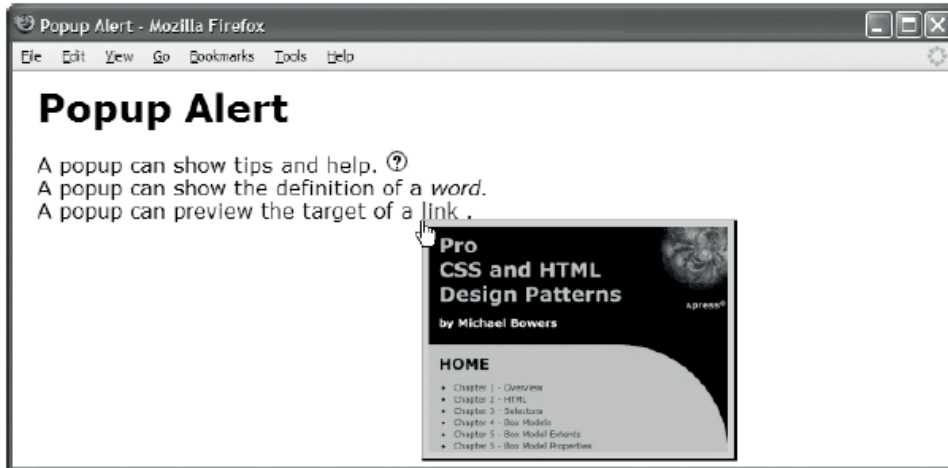 Popup Alert - Mozilla Firefox
File Edit View Go Bookmarks Tools Help
Popup Alert
A popup can show tips and help. ?
A popup can show the definition of a word.
A popup can preview the target of a link .
Pro
CSS and HTML
Design Patterns
Apress®
by Michael Bowers
HOME
• Chapter 1 - Overview
• Chapter 2 - HTML
• Chapter 3 - Selectors
• Chapter 4 - Box Models
• Chapter 5 - Box Model Extents
• Chapter 5 - Box Model Properties